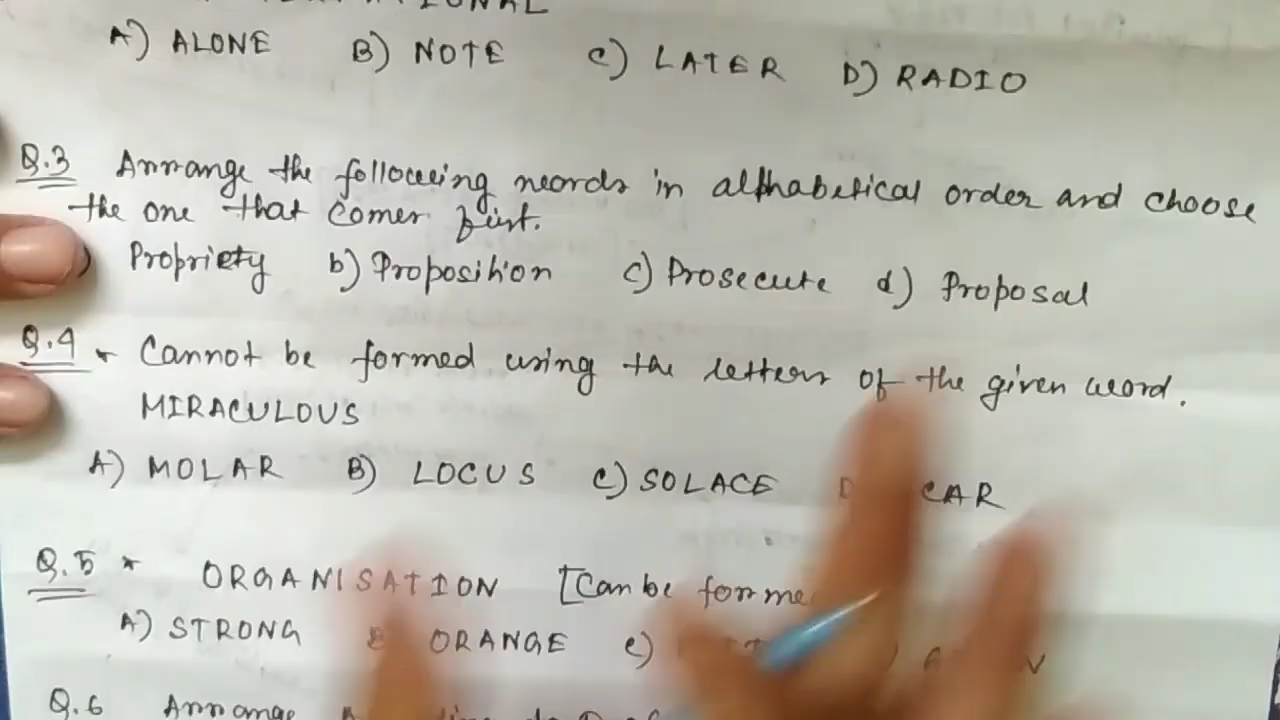 A) ALONE B) NOTE C) LATER D) RADIO
Q.3 Arrange the following words in alphabetical order and choose
the one that comes first.
) Propriety b) Proposition c) Prosecute d) Proposal
Q.4 * Cannot be formed using the letters of the given word.
MIRACULOUS
A) MOLAR B) LOCUS C) SOLACE D CAR
Q.5 * ORGANISATION [Can be forme
A) STRONG B ORANGE C)
Q.6 Arrange